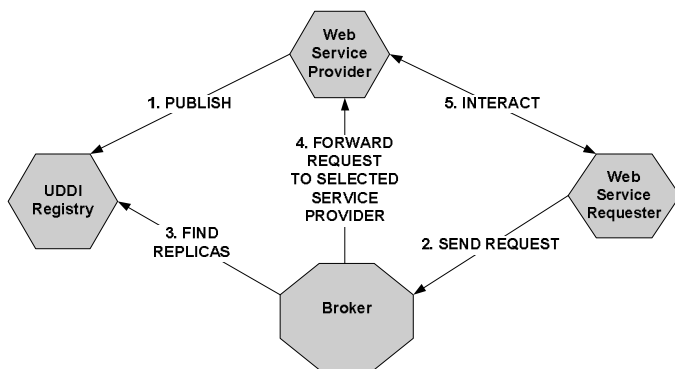 Web
Service
Provider
1. PUBLISH
5. INTERACT
4. FORWARD
REQUEST
TO SELECTED
SERVICE
PROVIDER
UDDI
Registry
Web
Service
Requester
3. FIND
REPLICAS
2. SEND REQUEST
Broker